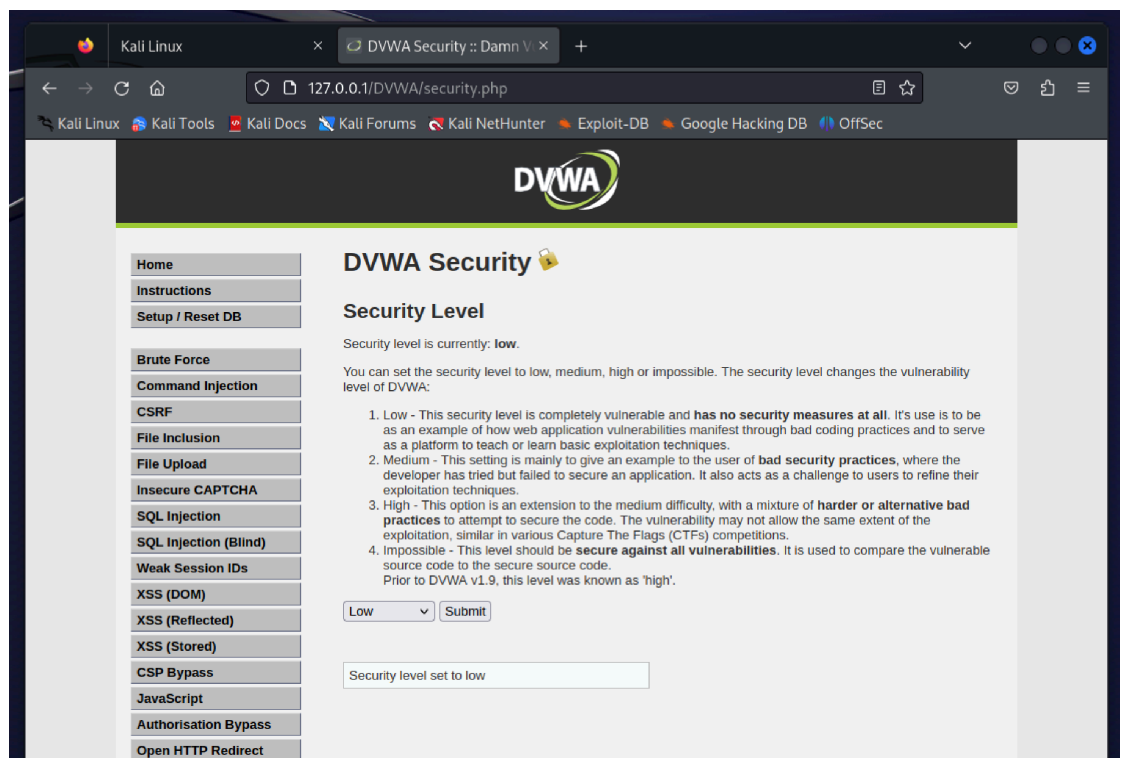 Kali Linux
DVWA Security :: Damn V
127.0.0.1/DVWA/security.php
Kali Linux
Kali Tools
Kali Docs
Kali Forums
Kali NetHunter
Exploit-DB
Google Hacking DB
OffSec
DVWA
Home
Instructions
Setup / Reset DB
Brute Force
Command Injection
CSRF
File Inclusion
File Upload
Insecure CAPTCHA
SQL Injection
SQL Injection (Blind)
Weak Session IDs
XSS (DOM)
XSS (Reflected)
XSS (Stored)
CSP Bypass
JavaScript
Authorisation Bypass
Open HTTP Redirect
DVWA Security
Security Level
Security level is currently: low.
You can set the security level to low, medium, high or impossible. The security level changes the vulnerability
level of DVWA:
1. Low - This security level is completely vulnerable and has no security measures at all. It's use is to be
as an example of how web application vulnerabilities manifest through bad coding practices and to serve
as a platform to teach or learn basic exploitation techniques.
2. Medium - This setting is mainly to give an example to the user of bad security practices, where the
developer has tried but failed to secure an application. It also acts as a challenge to users to refine their
exploitation techniques.
3. High - This option is an extension to the medium difficulty, with a mixture of harder or alternative bad
practices to attempt to secure the code. The vulnerability may not allow the same extent of the
exploitation, similar in various Capture The Flags (CTFs) competitions.
4. Impossible - This level should be secure against all vulnerabilities. It is used to compare the vulnerable
source code to the secure source code.
Prior to DVWA v1.9, this level was known as 'high'.
Low
Submit
Security level set to low